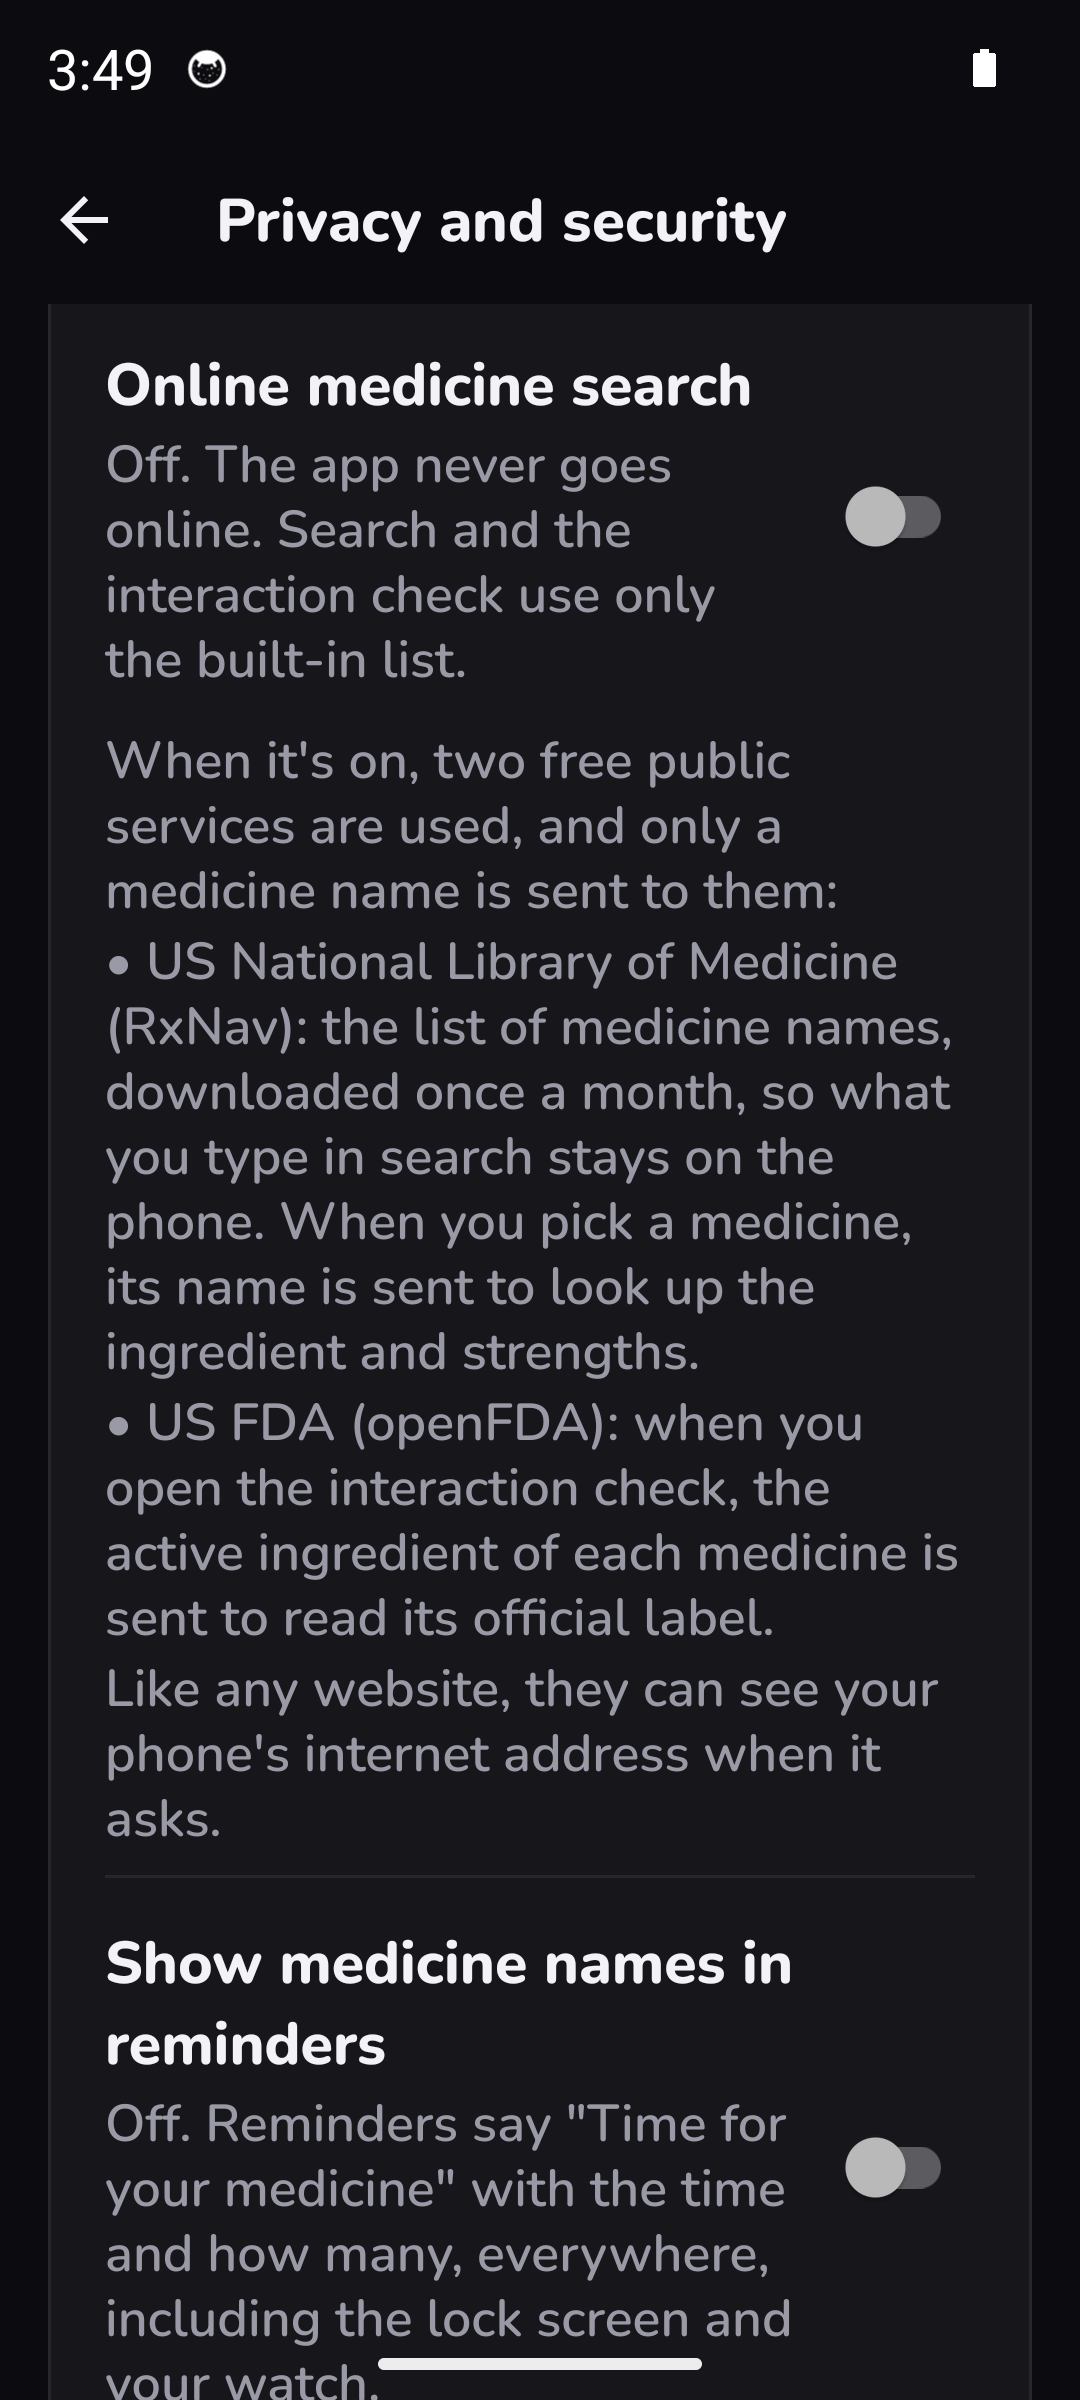 3:49
Privacy and security
Online medicine search
Off. The app never goes
online. Search and the
interaction check use only
the built-in list.
When it's on, two free public
services are used, and only a
medicine name is sent to them:
• US National Library of Medicine
(RxNav): the list of medicine names,
downloaded once a month, so what
you type in search stays on the
phone. When you pick a medicine,
its name is sent to look up the
ingredient and strengths.
• US FDA (openFDA): when you
open the interaction check, the
active ingredient of each medicine is
sent to read its official label.
Like any website, they can see your
phone's internet address when it
asks.
Show medicine names in
reminders
Off. Reminders say "Time for
your medicine" with the time
and how many, everywhere,
including the lock screen and
your watch.